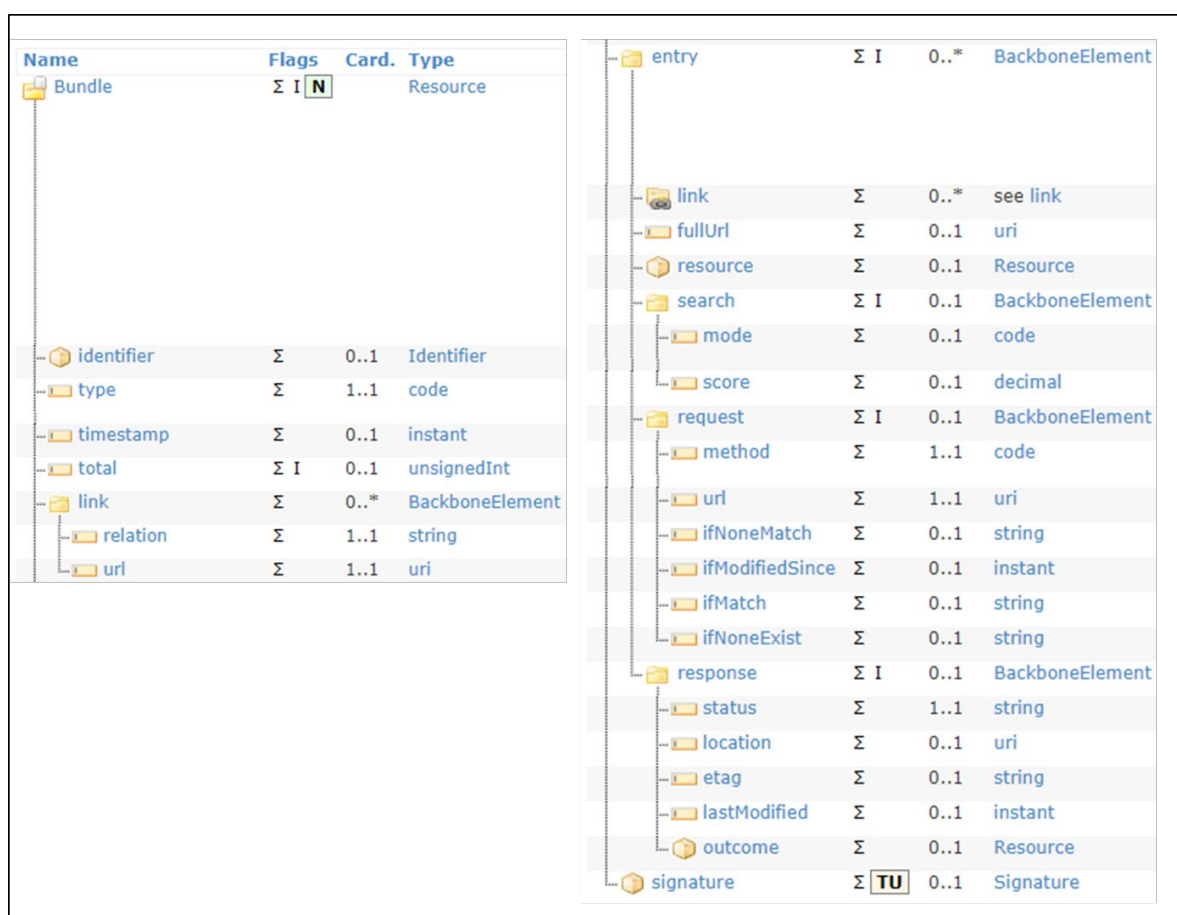 Name Flags Card. Type
Bundle Σ I N Resource
identifier Σ 0..1 Identifier
type Σ 1..1 code
timestamp Σ 0..1 instant
total Σ I 0..1 unsignedInt
link Σ 0..* BackboneElement
relation Σ 1..1 string
url Σ 1..1 uri
entry Σ I 0..* BackboneElement
link Σ 0..* see link
fullUrl Σ 0..1 uri
resource Σ 0..1 Resource
search Σ I 0..1 BackboneElement
mode Σ 0..1 code
score Σ 0..1 decimal
request Σ I 0..1 BackboneElement
method Σ 1..1 code
url Σ 1..1 uri
ifNoneMatch Σ 0..1 string
ifModifiedSince Σ 0..1 instant
ifMatch Σ 0..1 string
ifNoneExist Σ 0..1 string
response Σ I 0..1 BackboneElement
status Σ 1..1 string
location Σ 0..1 uri
etag Σ 0..1 string
lastModified Σ 0..1 instant
outcome Σ 0..1 Resource
signature Σ TU 0..1 Signature